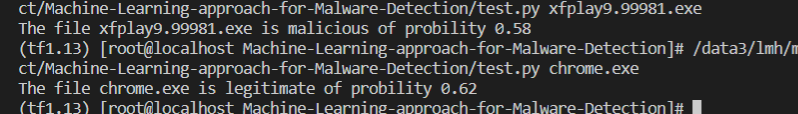 ct/Machine-Learning-approach-for-Malware-Detection/test.py xfplay9.99981.exe
The file xfplay9.99981.exe is malicious of probility 0.58
(tf1.13) [root@localhost Machine-Learning-approach-for-Malware-Detection]# /data3/lmh/m
ct/Machine-Learning-approach-for-Malware-Detection/test.py chrome.exe
The file chrome.exe is legitimate of probility 0.62
(tf1.13) [root@localhost Machine-Learning-approach-for-Malware-Detection]#